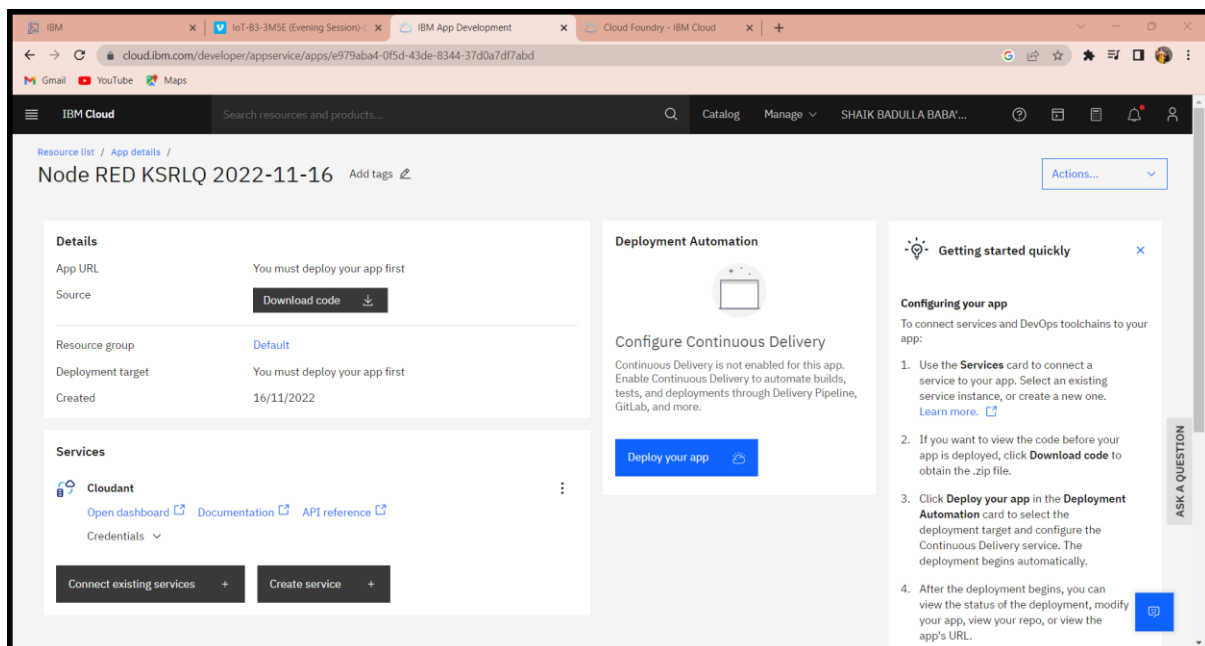 IBM
IoT-B3-3M5E (Evening Session)-
IBM App Development
Cloud Foundry - IBM Cloud
cloud.ibm.com/developer/appservice/apps/e979aba4-0f5d-43de-8344-37d0a7df7abd
Gmail YouTube Maps
IBM Cloud
Search resources and products...
Catalog Manage SHAIK BADULLA BABA'...
Resource list / App details /
Node RED KSRLQ 2022-11-16 Add tags
Actions...
Details
App URL You must deploy your app first
Source Download code
Resource group Default
Deployment target You must deploy your app first
Created 16/11/2022
Services
Cloudant
Open dashboard Documentation API reference
Credentials
Connect existing services + Create service +
Deployment Automation
Configure Continuous Delivery
Continuous Delivery is not enabled for this app.
Enable Continuous Delivery to automate builds,
tests, and deployments through Delivery Pipeline,
GitLab, and more.
Deploy your app
Getting started quickly
Configuring your app
To connect services and DevOps toolchains to your
app:
1. Use the Services card to connect a
service to your app. Select an existing
service instance, or create a new one.
Learn more.
2. If you want to view the code before your
app is deployed, click Download code to
obtain the .zip file.
3. Click Deploy your app in the Deployment
Automation card to select the
deployment target and configure the
Continuous Delivery service. The
deployment begins automatically.
4. After the deployment begins, you can
view the status of the deployment, modify
your app, view your repo, or view the
app's URL.
ASK A QUESTION